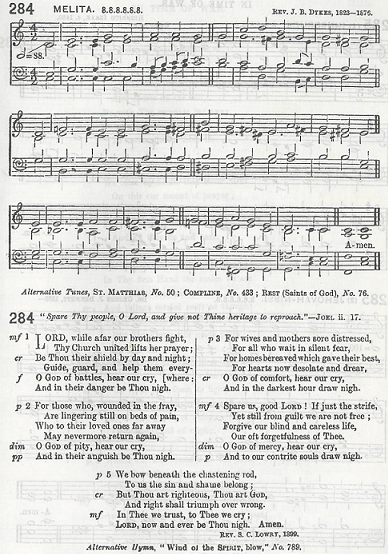 284 MELITA. 8.8.8.8.8.8. REV. J. B. DYKES, 1823–1876.
=88.
A-men.
Alternative Tunes, ST. MATTHIAS, No. 50; COMPLINE, No. 433; REST (Saints of God), No. 76.
284 "Spare Thy people, O Lord, and give not Thine heritage to reproach."—JOEL ii. 17.
mf 1 LORD, while afar our brothers fight,
Thy Church united lifts her prayer;
cr Be Thou their shield by day and night;
Guide, guard, and help them every-
f O God of battles, hear our cry, [where:
And in their danger be Thou nigh.
p 2 For those who, wounded in the fray,
Are lingering still on beds of pain,
Who to their loved ones far away
May nevermore return again,
dim O God of pity, hear our cry,
pp And in their anguish be Thou nigh.
p 3 For wives and mothers sore distressed,
For all who wait in silent fear,
For homes bereaved which gave their best,
For hearts now desolate and drear,
cr O God of comfort, hear our cry,
And in the darkest hour draw nigh.
mf 4 Spare us, good LORD! If just the strife,
Yet still from guilt we are not free;
Forgive our blind and careless life,
Our oft forgetfulness of Thee.
dim O God of mercy, hear our cry,
p And to our contrite souls draw nigh.
p 5 We bow beneath the chastening rod,
To us the sin and shame belong;
cr But Thou art righteous, Thou art GOD,
And right shall triumph over wrong.
mf In Thee we trust, to Thee we cry;
LORD, now and ever be Thou nigh. Amen.
REV. S. C. LOWRY, 1899.
Alternative Hymn, "Wind of the SPIRIT, blow," No. 789.